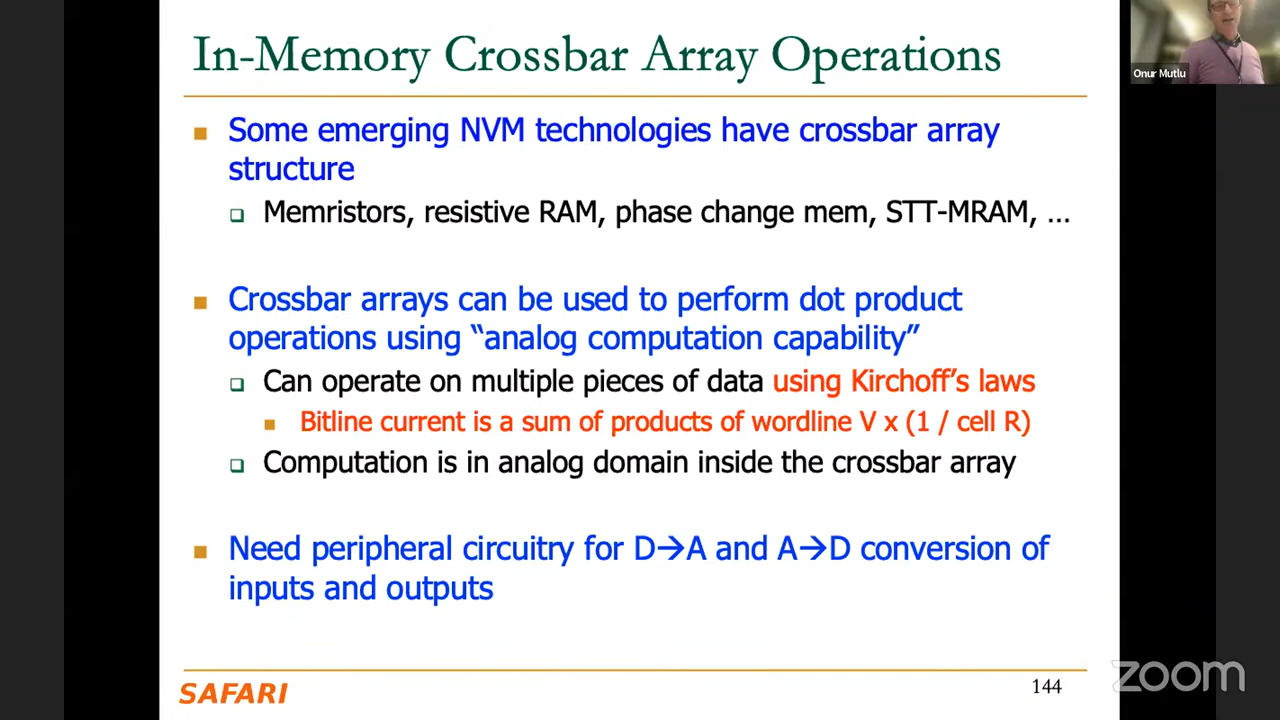 In-Memory Crossbar Array Operations
Onur Mutlu
Some emerging NVM technologies have crossbar array
structure
Memristors, resistive RAM, phase change mem, STT-MRAM, ...
Crossbar arrays can be used to perform dot product
operations using “analog computation capability”
Can operate on multiple pieces of data using Kirchoff’s laws
Bitline current is a sum of products of wordline V x (1 / cell R)
Computation is in analog domain inside the crossbar array
Need peripheral circuitry for D→A and A→D conversion of
inputs and outputs
SAFARI
144
zoom